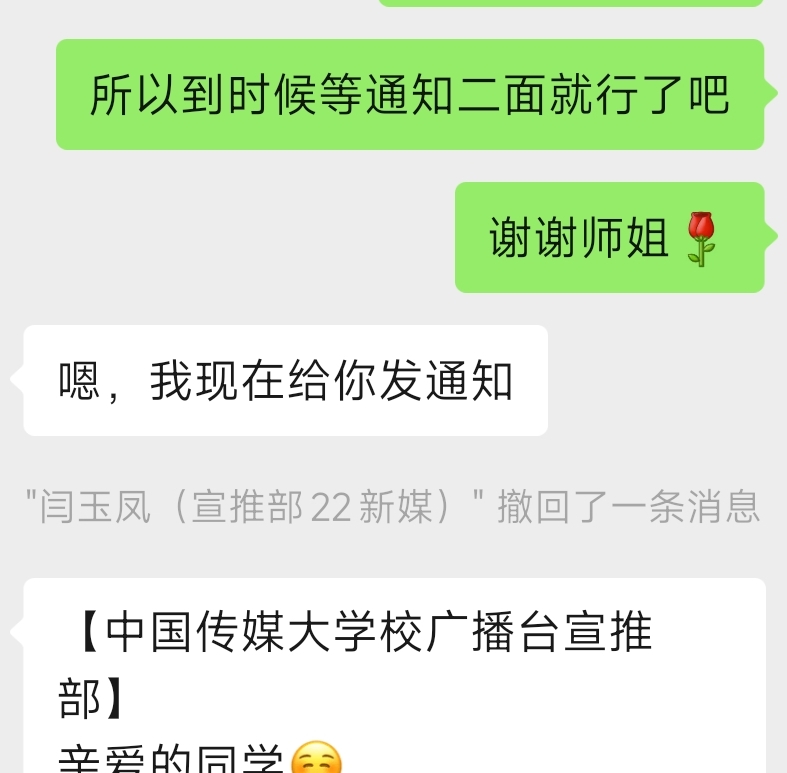 所以到时候等通知二面就行了吧
谢谢师姐🌹
嗯，我现在给你发通知
"闫玉凤（宣推部22新媒）" 撤回了一条消息
【中国传媒大学校广播台宣推
部】
亲爱的同学☺️